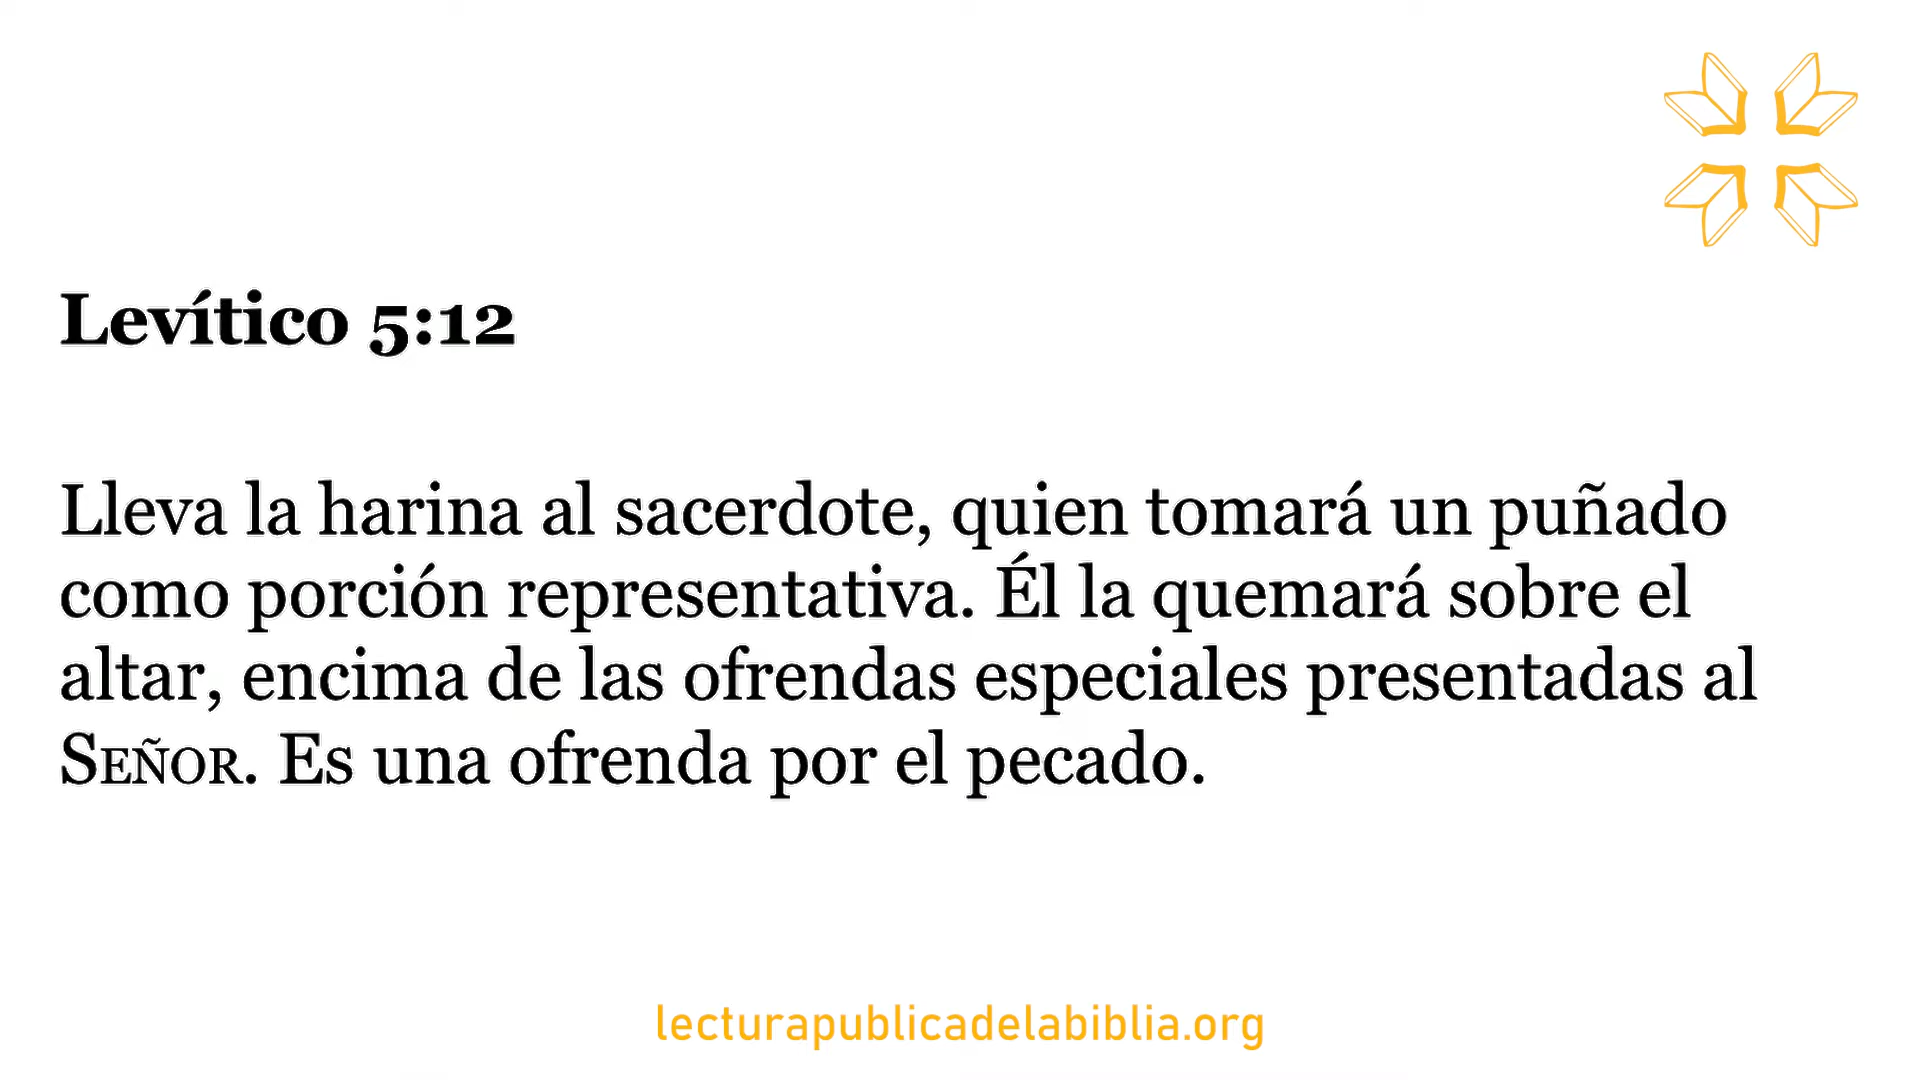 Levítico 5:12
Lleva la harina al sacerdote, quien tomará un puñado
como porción representativa. Él la quemará sobre el
altar, encima de las ofrendas especiales presentadas al
SEÑOR. Es una ofrenda por el pecado.
lecturapublicadelabiblia.org